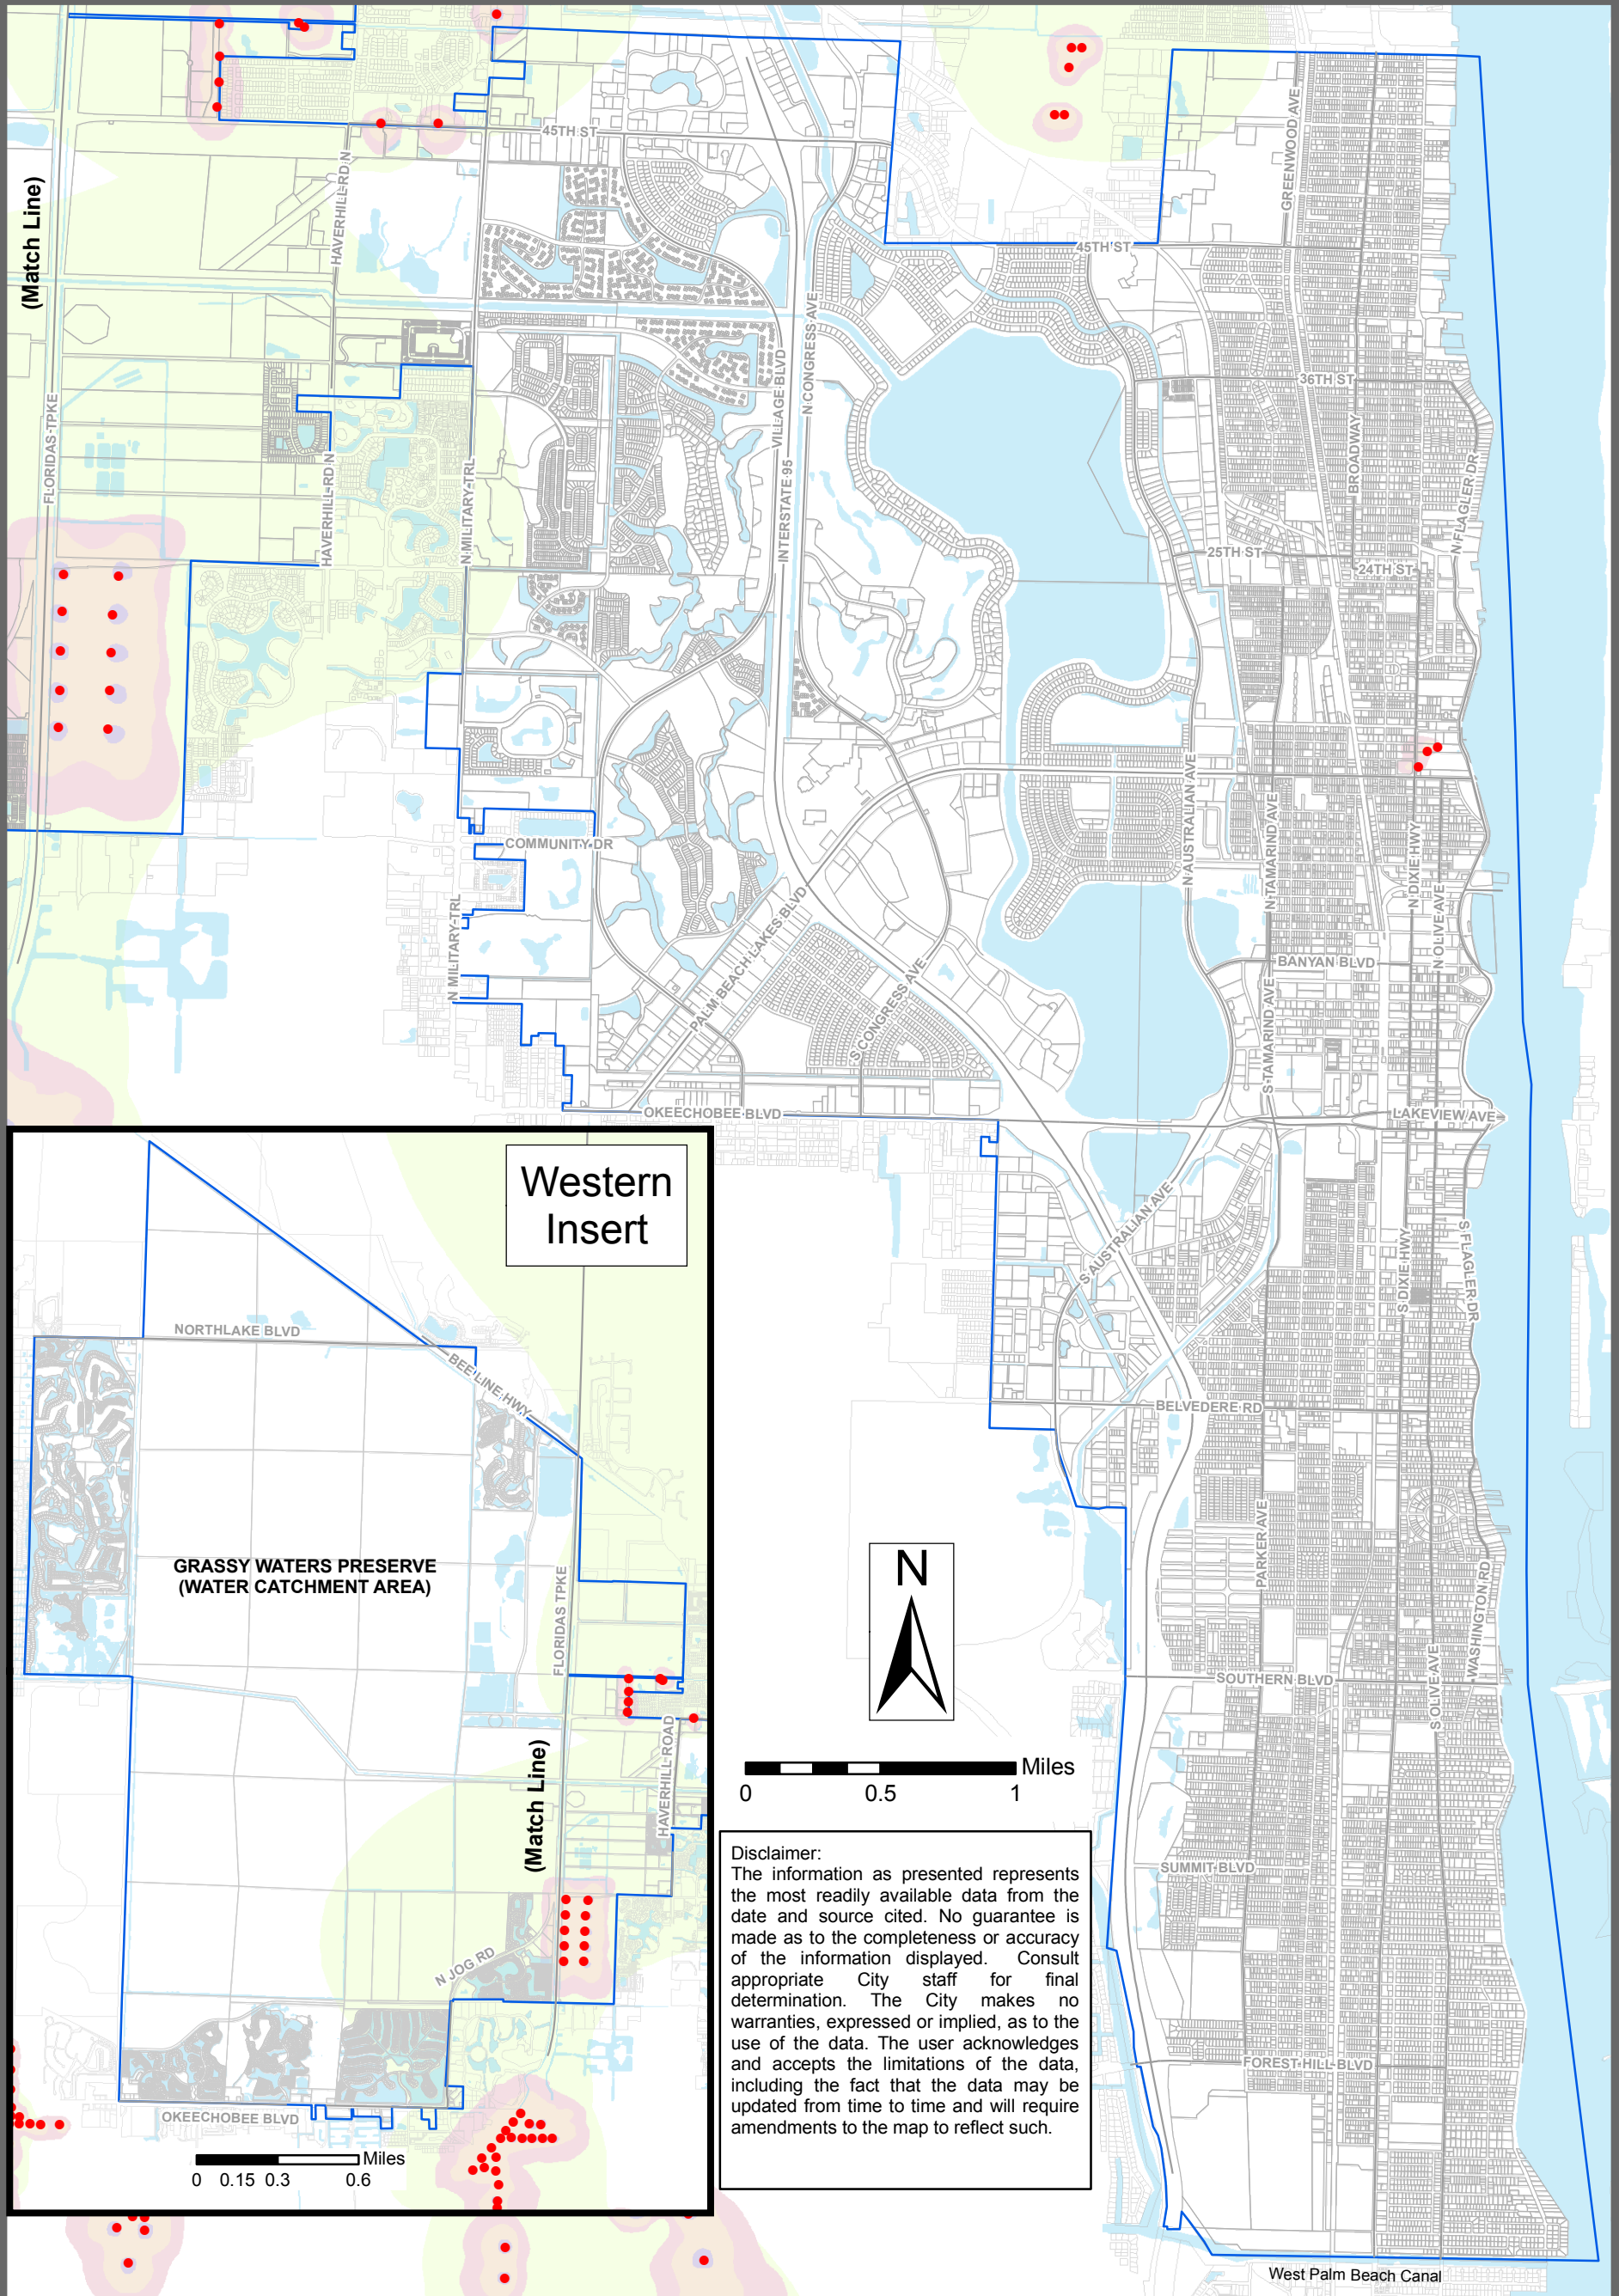 45TH ST
HAVERHILL RD N
(Match Line)
GREENWOOD AVE
45TH ST
N CONGRESS AVE
VILLAGE BLVD
36TH ST
BROADWAY
FLORIDAS TPKE
HAVERHILL RD N
N MILITARY TRL
INTERSTATE 95
N FLAGLER DR
25TH ST
24TH ST
N AUSTRALIAN AVE
N TAMARIND AVE
N DIXIE HWY
COMMUNITY DR
N MILITARY TRL
PALM BEACH LAKES BLVD
N OLIVE AVE
BANYAN BLVD
S CONGRESS AVE
S TAMARIND AVE
OKEECHOBEE BLVD
LAKEVIEW AVE
Western
Insert
S AUSTRALIAN AVE
S DIXIE HWY
S FLAGLER DR
NORTHLAKE BLVD
BEE LINE HWY
BELVEDERE RD
PARKER AVE
GRASSY WATERS PRESERVE
(WATER CATCHMENT AREA)
FLORIDAS TPKE
N
WASHINGTON RD
SOUTHERN BLVD
S OLIVE AVE
HAVERHILL ROAD
(Match Line)
Miles
0 0.5 1
Disclaimer:
The information as presented represents
the most readily available data from the
date and source cited. No guarantee is
made as to the completeness or accuracy
of the information displayed. Consult
appropriate City staff for final
determination. The City makes no
warranties, expressed or implied, as to the
use of the data. The user acknowledges
and accepts the limitations of the data,
including the fact that the data may be
updated from time to time and will require
amendments to the map to reflect such.
SUMMIT BLVD
N JOG RD
FOREST HILL BLVD
OKEECHOBEE BLVD
Miles
0 0.15 0.3 0.6
West Palm Beach Canal